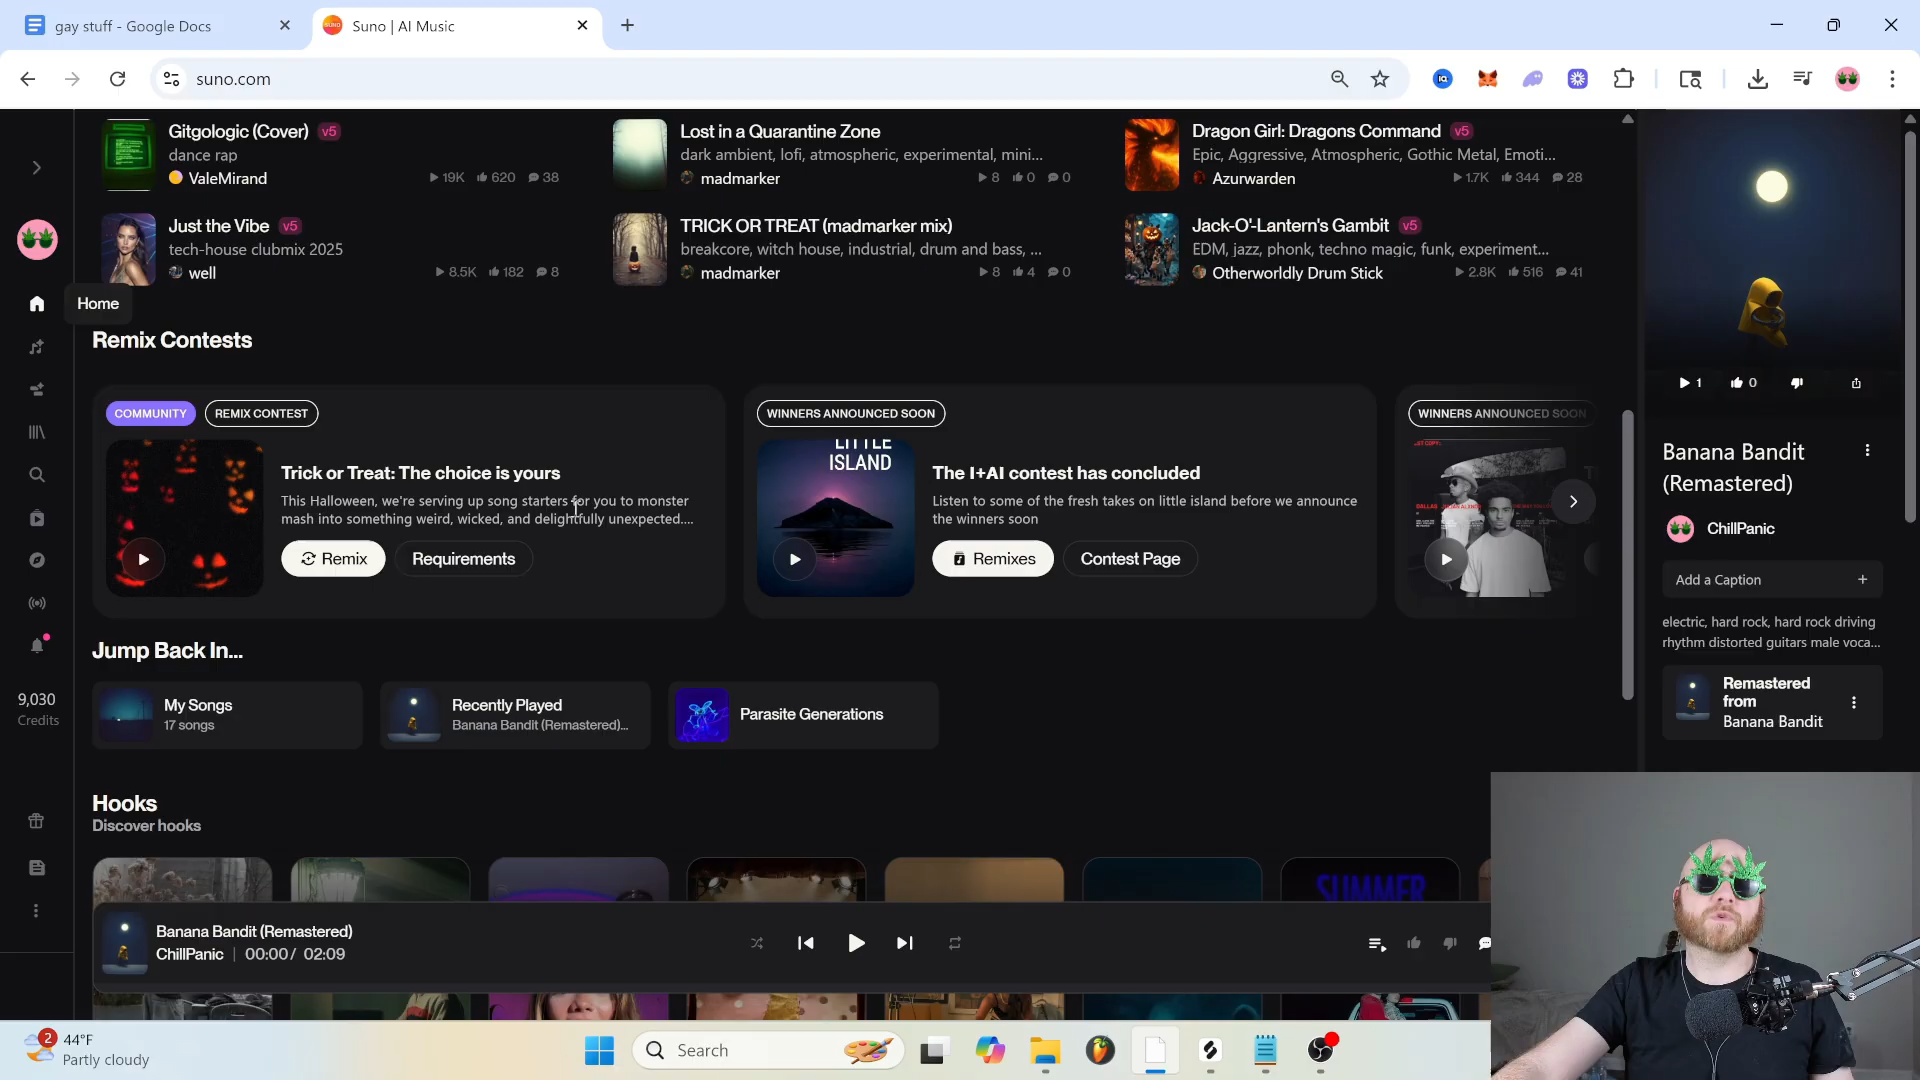 gay stuff - Google Docs
Suno | AI Music
suno.com
Gitgologic (Cover) v5
dance rap
ValeMirand
19K 620 38
Lost in a Quarantine Zone
dark ambient, lofi, atmospheric, experimental, mini...
madmarker
8 0 0
Dragon Girl: Dragons Command v5
Epic, Aggressive, Atmospheric, Gothic Metal, Emoti...
Azurwarden
1.7K 344 28
Just the Vibe v5
tech-house clubmix 2025
well
8.5K 182 8
TRICK OR TREAT (madmarker mix)
breakcore, witch house, industrial, drum and bass, ...
madmarker
8 4 0
Jack-O'-Lantern's Gambit v5
EDM, jazz, phonk, techno magic, funk, experiment...
Otherworldly Drum Stick
2.8K 516 41
Home
Remix Contests
COMMUNITY
REMIX CONTEST
Trick or Treat: The choice is yours
This Halloween, we're serving up song starters for you to monster
mash into something weird, wicked, and delightfully unexpected....
Remix
Requirements
WINNERS ANNOUNCED SOON
LITTLE
ISLAND
The I+AI contest has concluded
Listen to some of the fresh takes on little island before we announce
the winners soon
Remixes
Contest Page
WINNERS ANNOUNCED SOON
Jump Back In...
My Songs
17 songs
Recently Played
Banana Bandit (Remastered)...
Parasite Generations
9,030
Credits
Hooks
Discover hooks
SUMMER
Banana Bandit (Remastered)
ChillPanic
00:00 / 02:09
1 0
Banana Bandit
(Remastered)
ChillPanic
Add a Caption
electric, hard rock, hard rock driving
rhythm distorted guitars male voca...
Remastered
from
Banana Bandit
2
44°F
Partly cloudy
Search